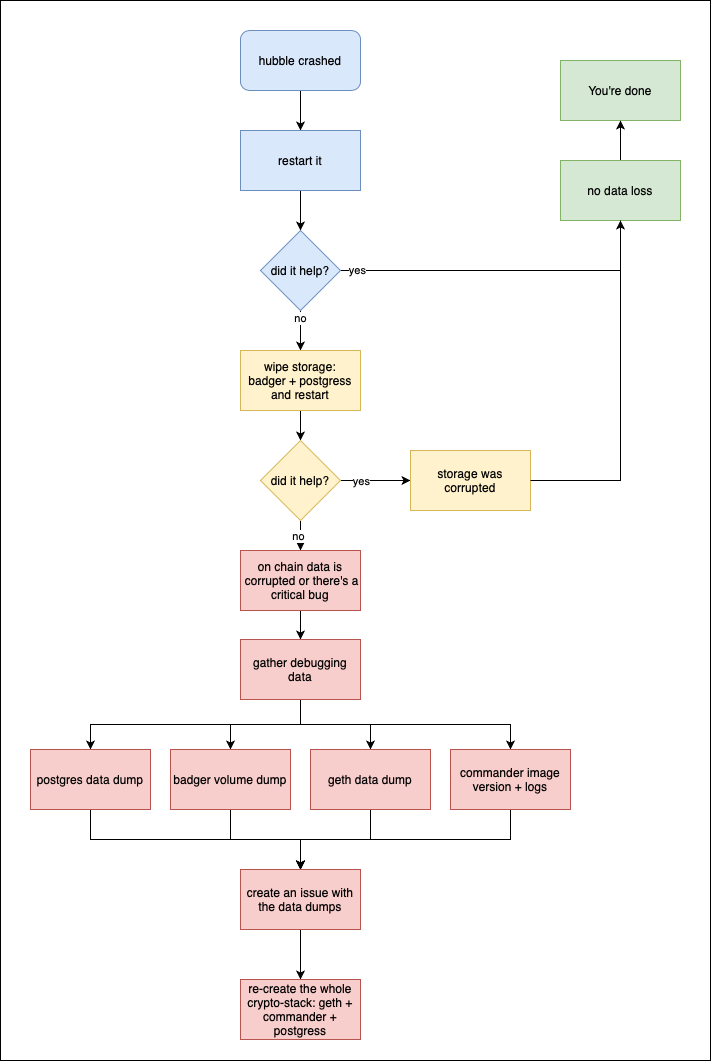 hubble crashed
You're done
restart it
no data loss
did it help?
yes
no
wipe storage:
badger + postgress
and restart
did it help?
yes
storage was
corrupted
no
on chain data is
corrupted or there's a
critical bug
gather debugging
data
postgres data dump
badger volume dump
geth data dump
commander image
version + logs
create an issue with
the data dumps
re-create the whole
crypto-stack: geth +
commander +
postgress